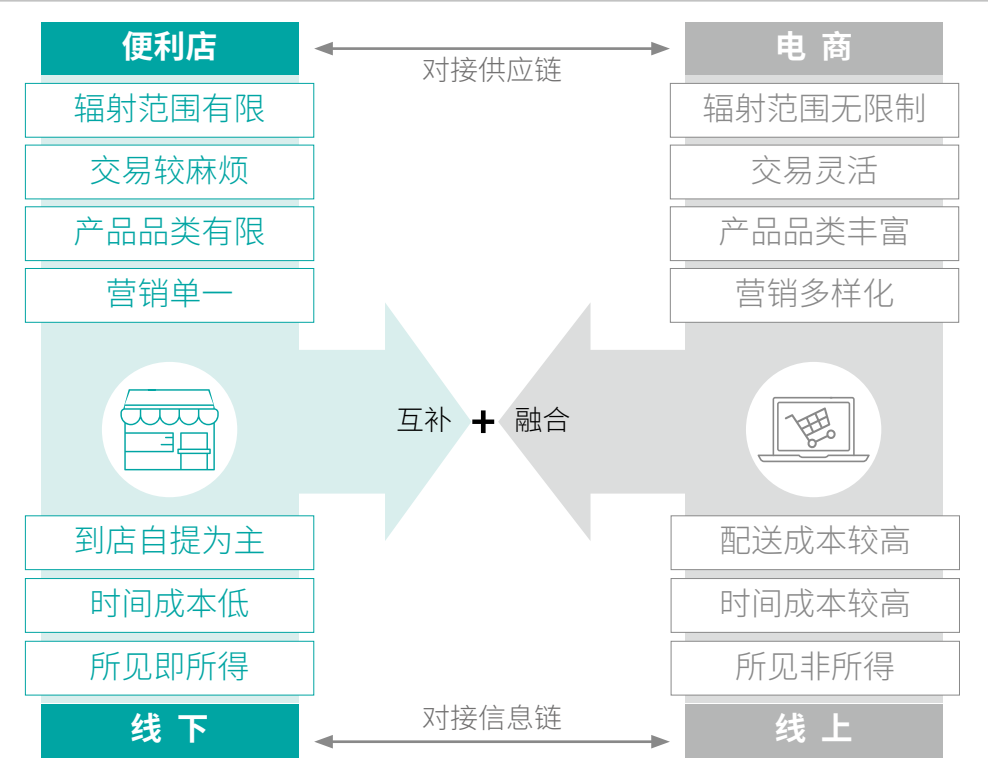 便利店
对接供应链
电 商
辐射范围有限
辐射范围无限制
交易较麻烦
交易灵活
产品品类有限
产品品类丰富
营销单一
营销多样化
互补 + 融合
到店自提为主
配送成本较高
时间成本低
时间成本较高
所见即所得
所见非所得
线 下
对接信息链
线 上